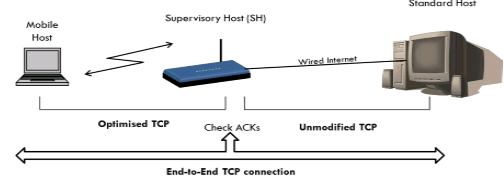 Standard Host
Supervisory Host (SH)
Mobile
Host
Wired Internet
Optimised TCP
Check ACKs
Unmodified TCP
End-to-End TCP connection